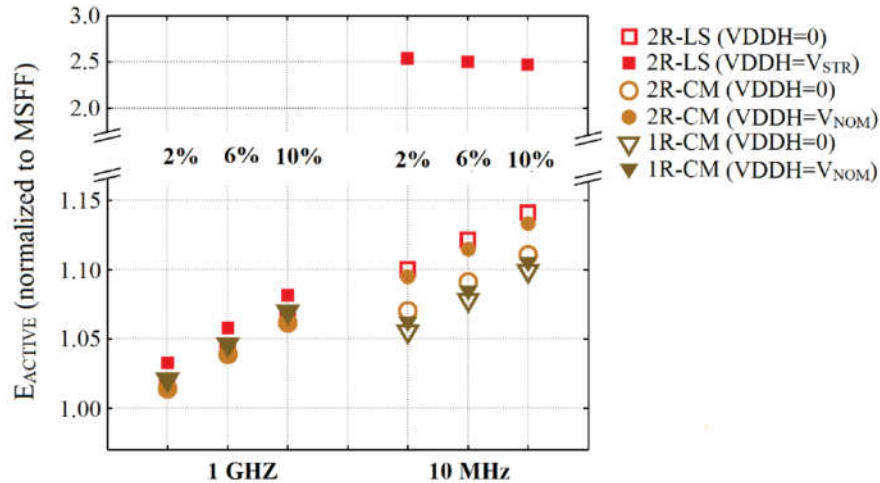 3.0
2.5
2.0
2% 6% 10% 2% 6% 10%
1.15
1.10
1.05
1.00
EACTIVE (normalized to MSFF)
1 GHZ 10 MHz
2R-LS (VDDH=0)
2R-LS (VDDH=VSTR)
2R-CM (VDDH=0)
2R-CM (VDDH=VNOM)
1R-CM (VDDH=0)
1R-CM (VDDH=VNOM)